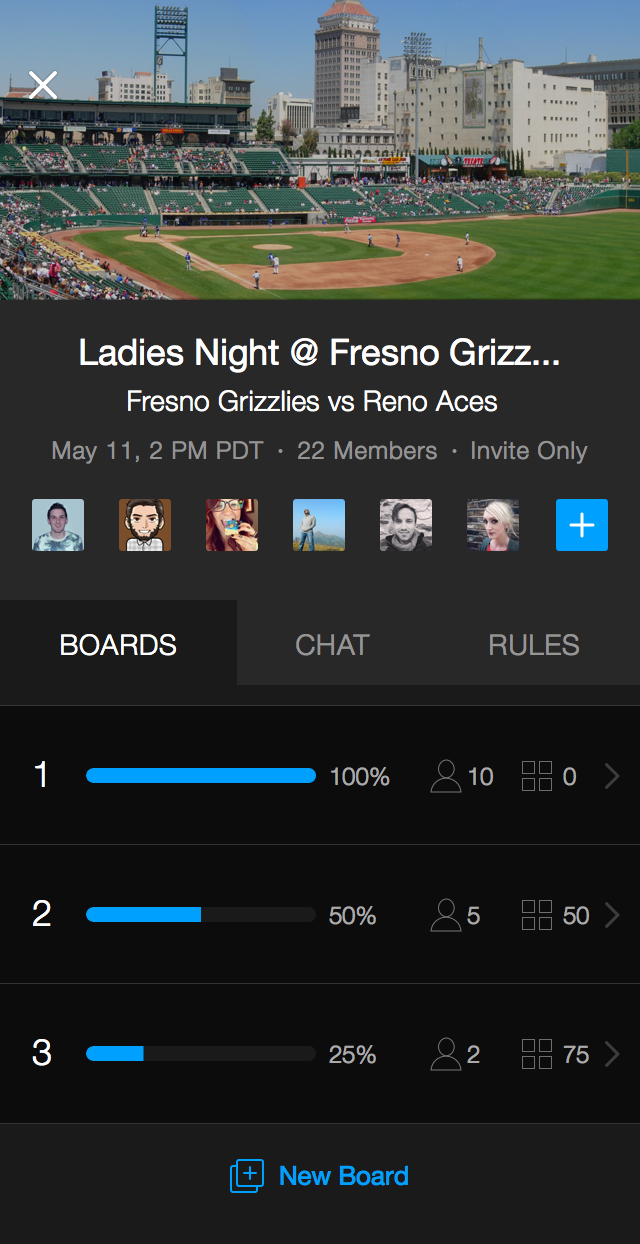 Ladies Night @ Fresno Grizz...
Fresno Grizzlies vs Reno Aces
May 11, 2 PM PDT · 22 Members · Invite Only
BOARDS CHAT RULES
1 100% 10 0
2 50% 5 50
3 25% 2 75
New Board